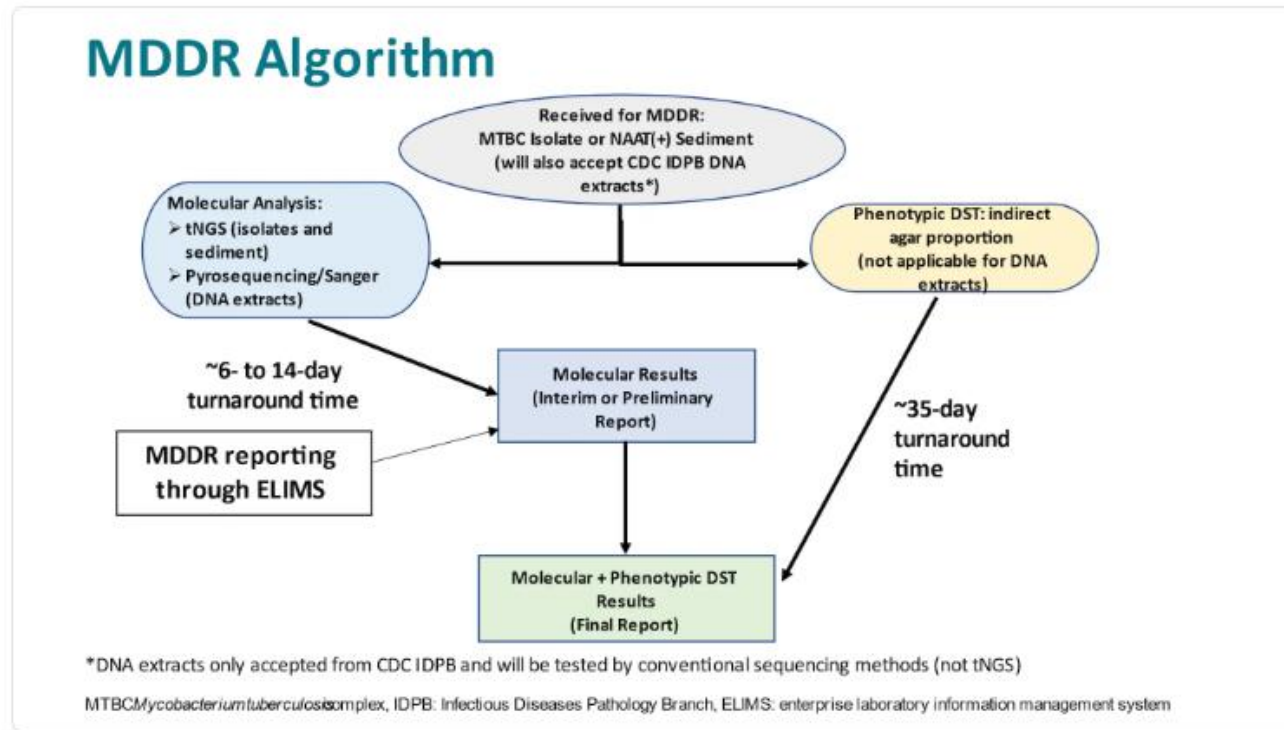 MDDR Algorithm
Received for MDDR:
MTBC Isolate or NAAT(+) Sediment
(will also accept CDC IDPB DNA
extracts*)
Molecular Analysis:
➢ tNGS (isolates and
sediment)
➢ Pyrosequencing/Sanger
(DNA extracts)
Phenotypic DST: indirect
agar proportion
(not applicable for DNA
extracts)
~6- to 14-day
turnaround time
Molecular Results
(Interim or Preliminary
Report)
~35-day
turnaround
time
MDDR reporting
through ELIMS
Molecular + Phenotypic DST
Results
(Final Report)
*DNA extracts only accepted from CDC IDPB and will be tested by conventional sequencing methods (not tNGS)
MTBC Mycobacterium tuberculosis complex, IDPB: Infectious Diseases Pathology Branch, ELIMS: enterprise laboratory information management system